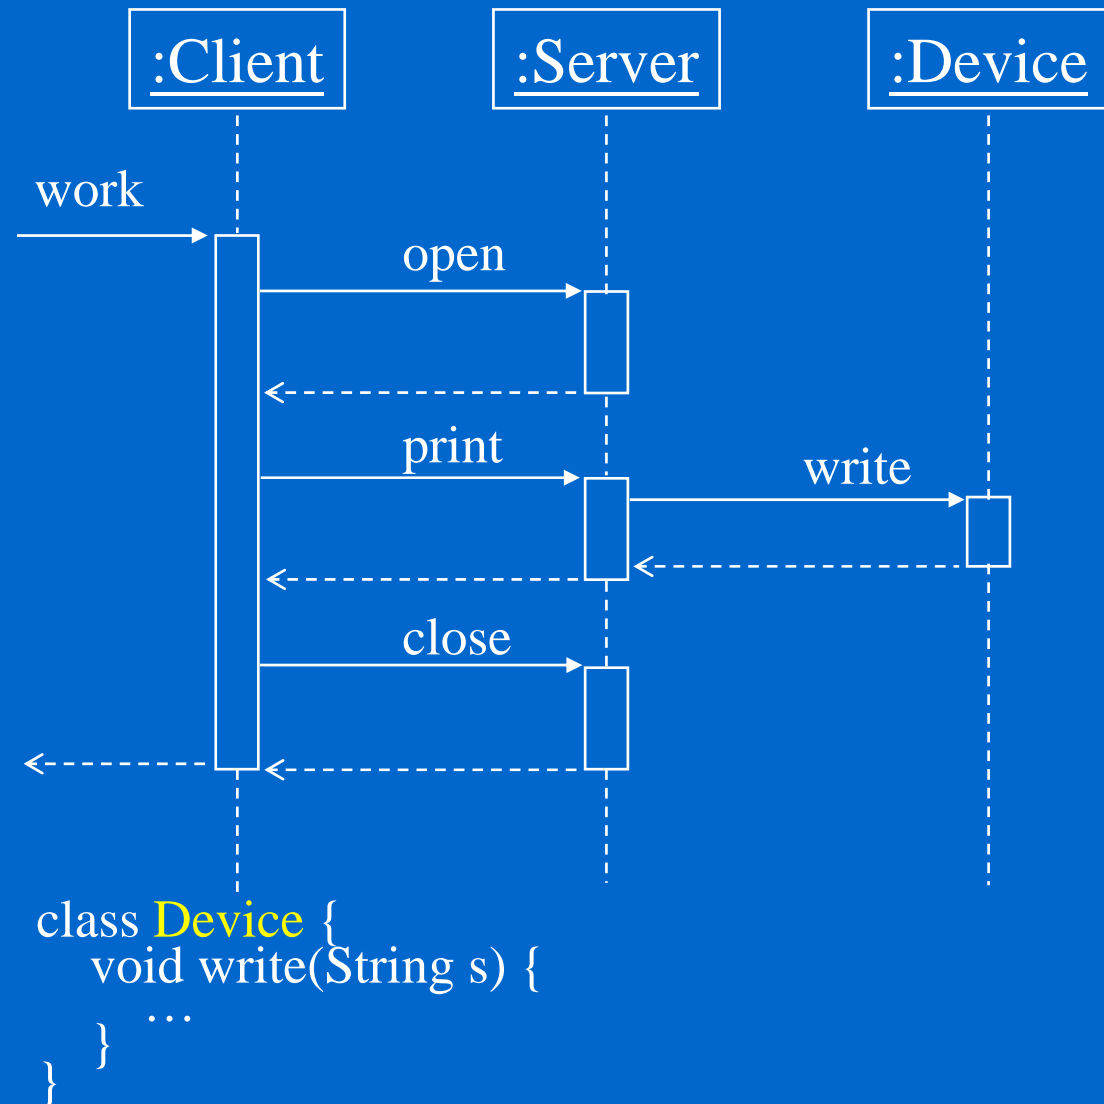 :Client
:Server
:Device
work
open
print
write
close
class Device {
void write(String s) {
…
}
}